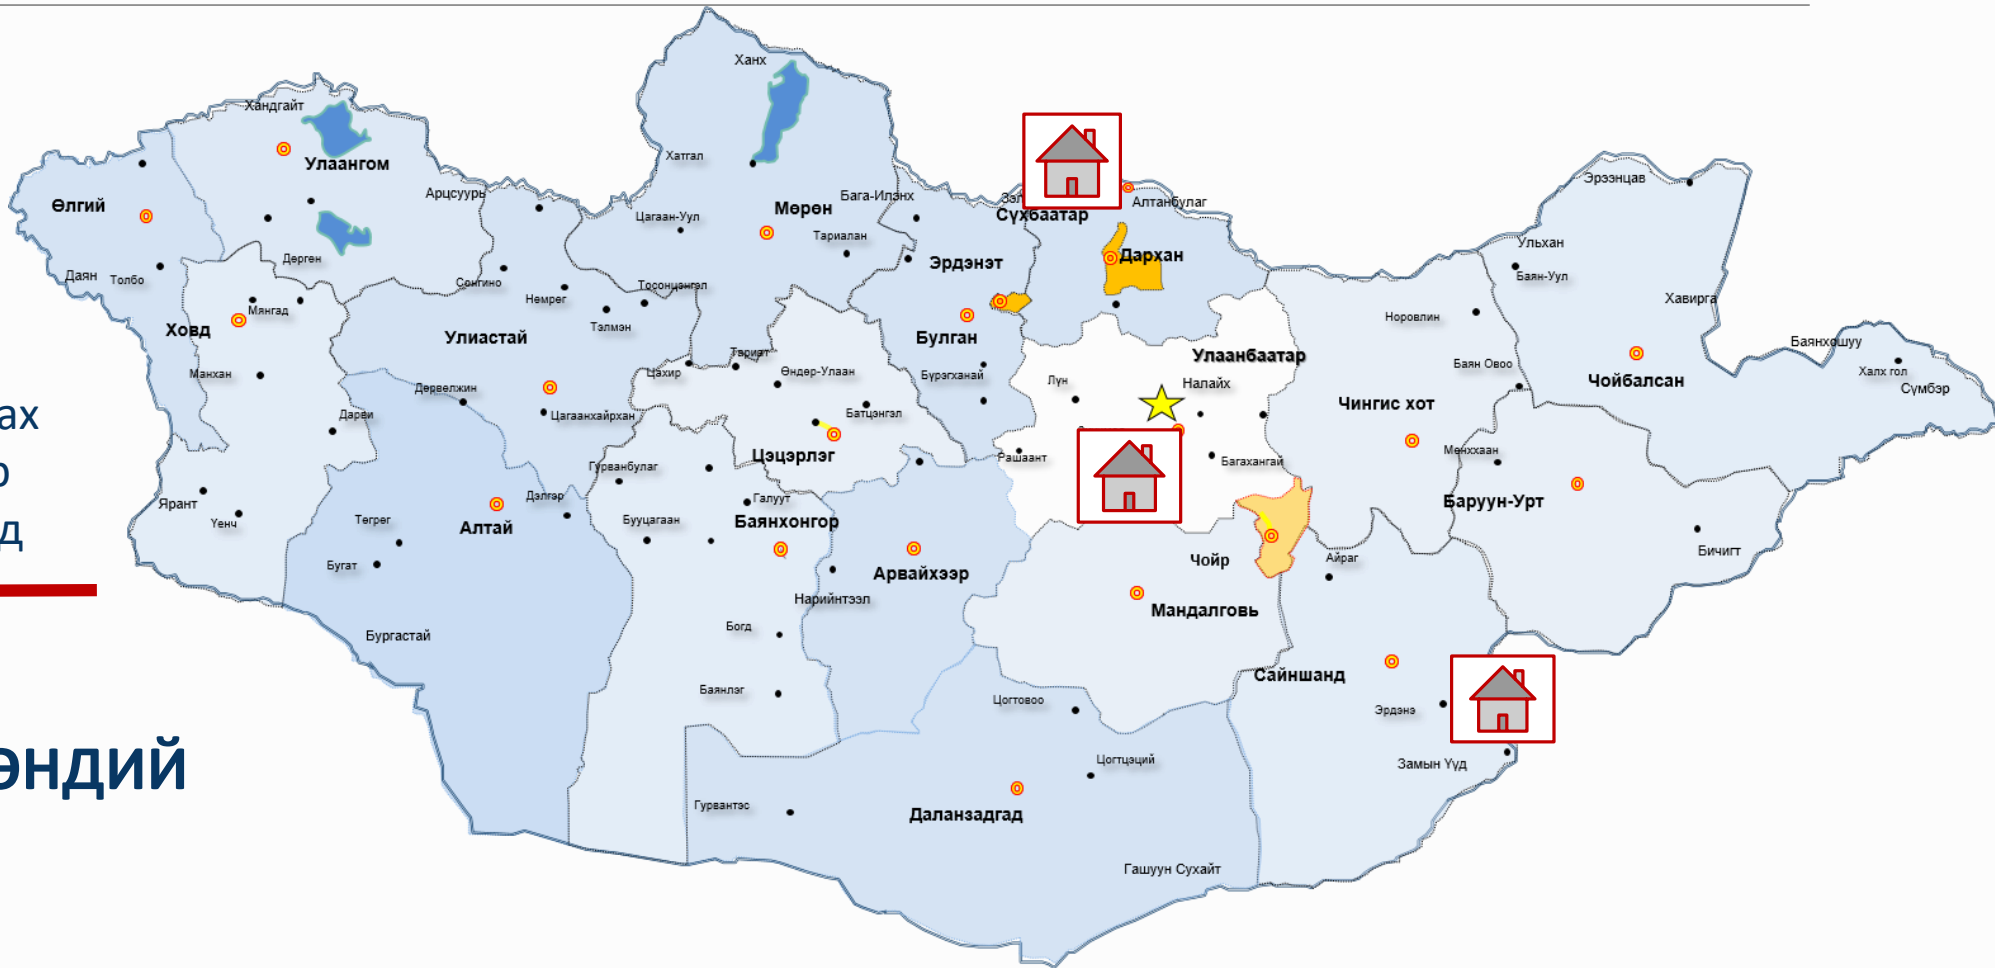 Ханх
Хандгайт
Улаангом
Хатгал
Арцсуурь
Бага-Илэнх
Эрээнцав
Өлгий
Цагаан-Уул
Мөрөн
Алтанбулаг
Сүхбаатар
Тариалан
Ульхан
Дөргөн
Эрдэнэт
Дархан
Даян
Толбо
Баян-Уул
Сонгино
Тосонцэнгэл
Нөмрөг
Хавирга
Мянгад
Норовлин
Ховд
Тэлмэн
Улиастай
Булган
Баянхошуу
Тариат
Улаанбаатар
Баян Овоо
Манхан
Цахир
Өндөр-Улаан
Бүрэгханай
Лүн
Налайх
Чойбалсан
Халх гол
Дөрвөлжин
Сүмбэр
Чингис хот
ах
Дарви
Цагаанхайрхан
Батцэнгэл
р
Цэцэрлэг
Рашаант
Багахангай
Мөнххаан
Гурванбулаг
Ярант
Дэлгэр
Галуут
Баруун-Урт
Үенч
Төгрөг
Алтай
Бууцагаан
Баянхонгор
д
Бичигт
Бугат
Арвайхээр
Чойр
Айраг
Нарийнтээл
Мандалговь
Бургастай
Богд
Сайншанд
Баянлэг
Цогтовоо
Эрдэнэ
эндий
Цогтцэций
Замын Үүд
Гурвантэс
Даланзадгад
Гашуун Сухайт